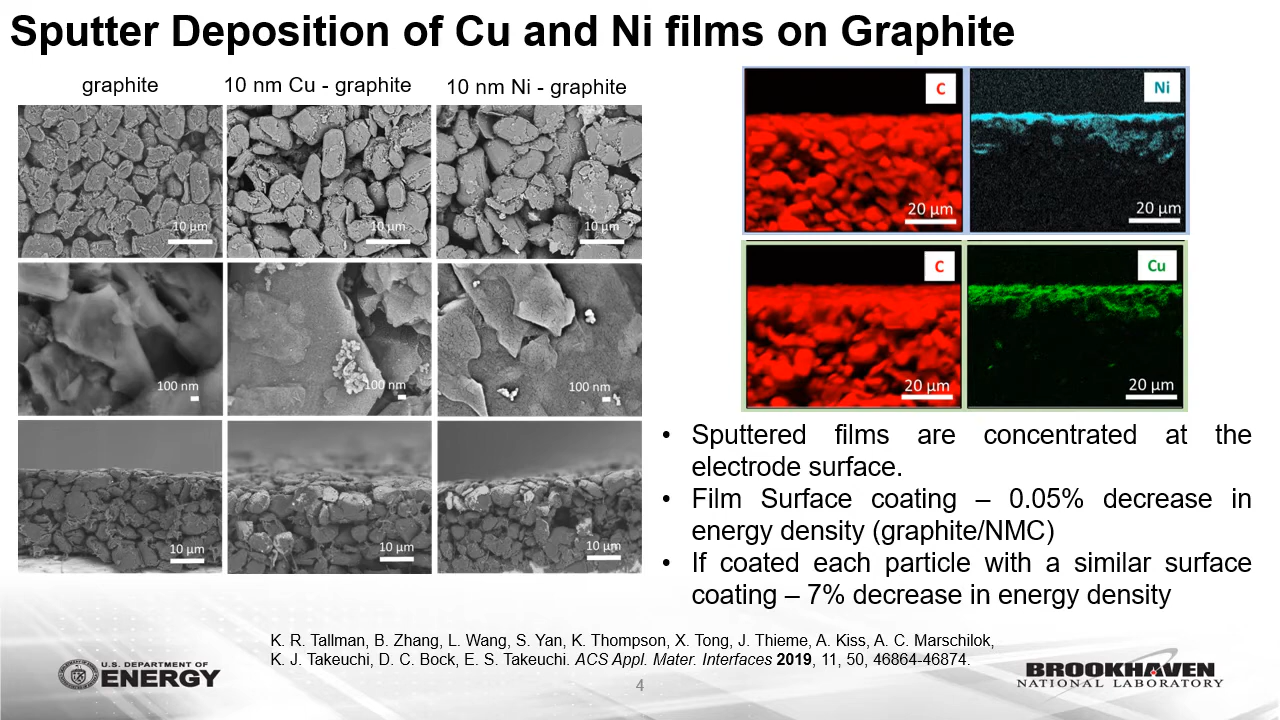 Sputter Deposition of Cu and Ni films on Graphite
graphite
10 nm Cu - graphite
10 nm Ni - graphite
10 µm
10 µm
10 µm
100 nm
100 nm
100 nm
10 µm
10 µm
10 µm
C
Ni
20 µm
20 µm
C
Cu
20 µm
20 µm
• Sputtered films are concentrated at the
electrode surface.
• Film Surface coating – 0.05% decrease in
energy density (graphite/NMC)
• If coated each particle with a similar surface
coating – 7% decrease in energy density
K. R. Tallman, B. Zhang, L. Wang, S. Yan, K. Thompson, X. Tong, J. Thieme, A. Kiss, A. C. Marschilok,
K. J. Takeuchi, D. C. Bock, E. S. Takeuchi. ACS Appl. Mater. Interfaces 2019, 11, 50, 46864-46874.
U.S. DEPARTMENT OF
ENERGY
4
BROOKHAVEN
NATIONAL LABORATORY